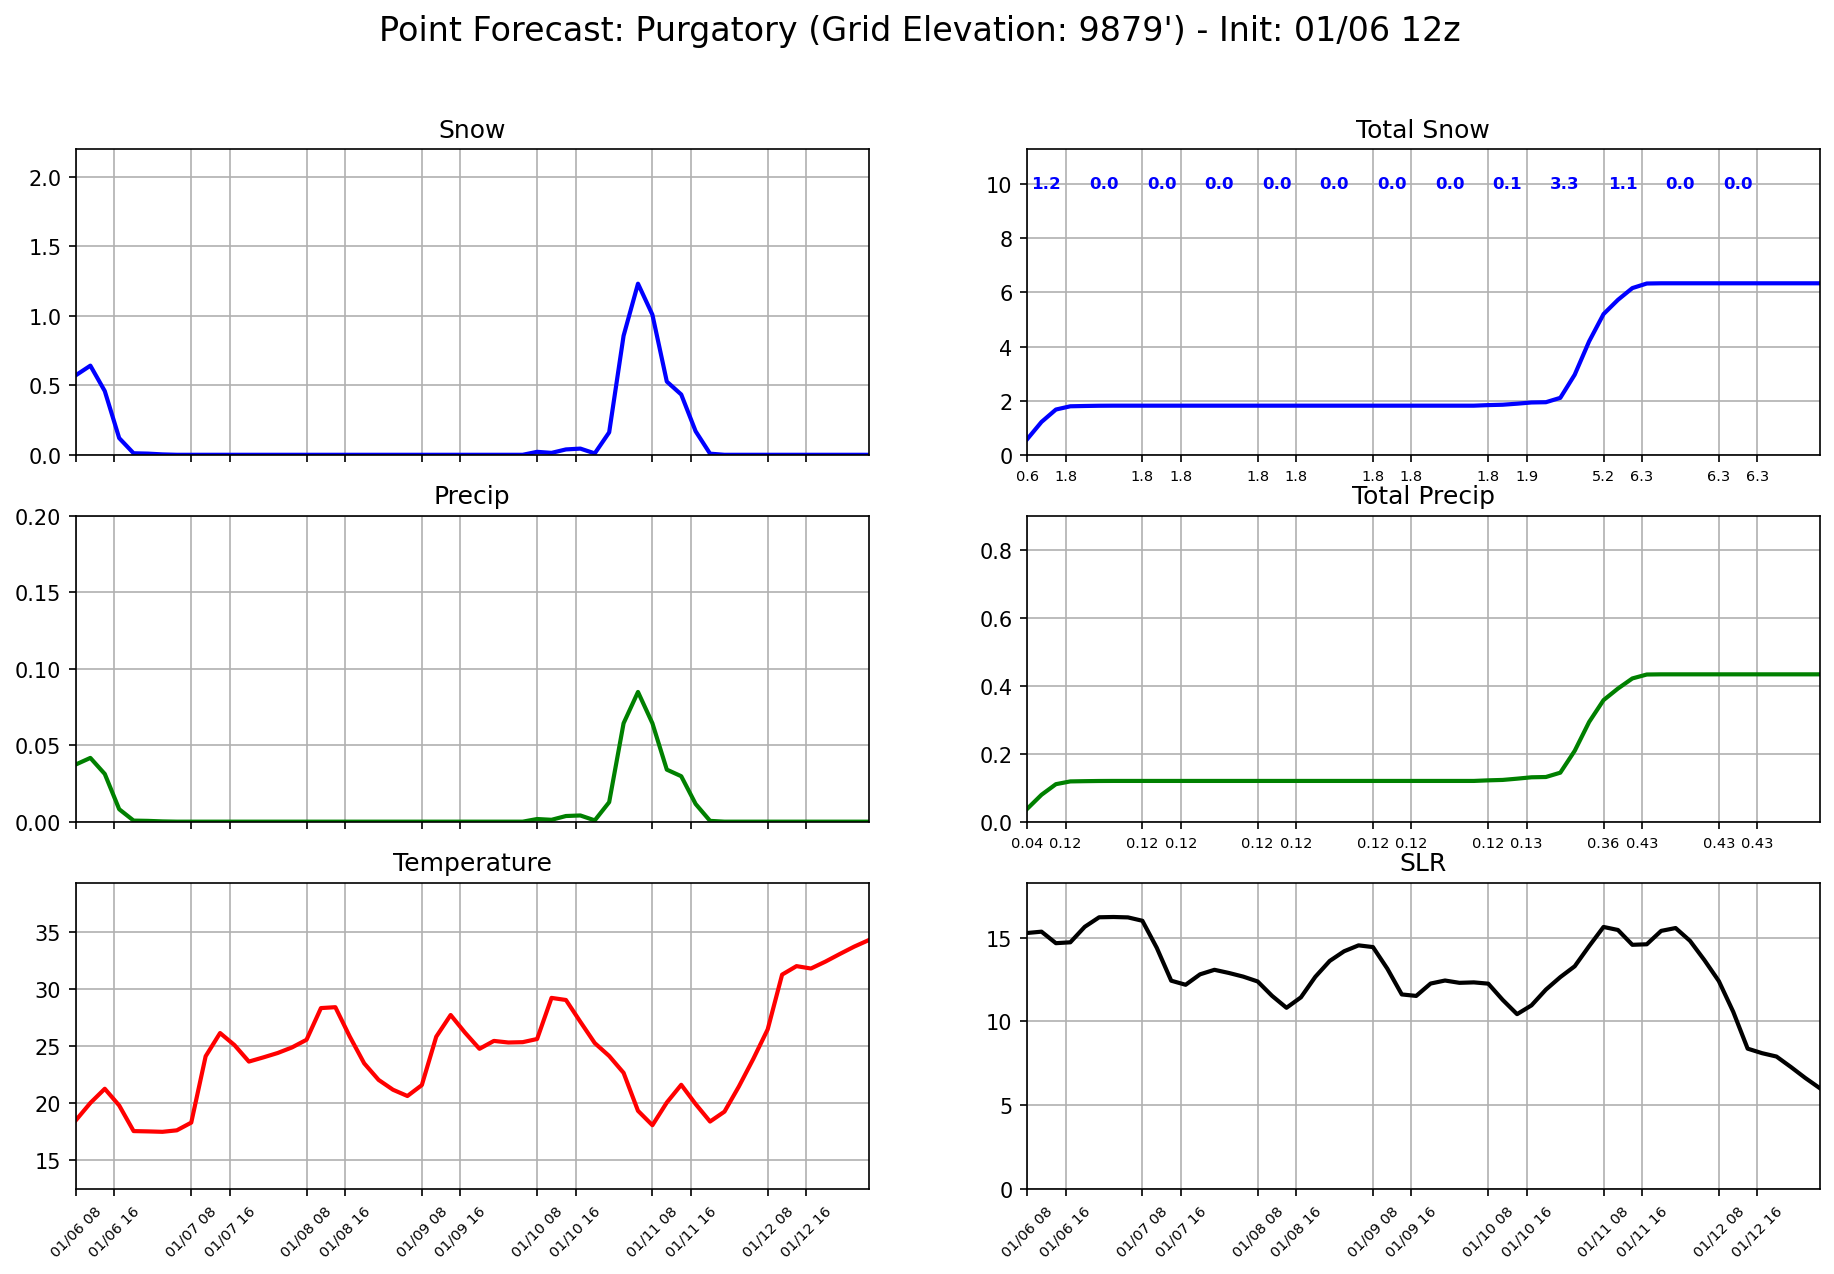 Point Forecast: Purgatory (Grid Elevation: 9879') - Init: 01/06 12z
Snow
2.0
1.5
1.0
0.5
0.0
Total Snow
1.2 0.0 0.0 0.0 0.0 0.0 0.0 0.0 0.1 3.3 1.1 0.0 0.0
10
8
6
4
2
0
0.6 1.8 1.8 1.8 1.8 1.8 1.8 1.8 1.8 1.9 5.2 6.3 6.3 6.3
Precip
0.20
0.15
0.10
0.05
0.00
Total Precip
0.8
0.6
0.4
0.2
0.0
0.04 0.12 0.12 0.12 0.12 0.12 0.12 0.12 0.12 0.13 0.36 0.43 0.43 0.43
Temperature
35
30
25
20
15
01/06 08 01/06 16 01/07 08 01/07 16 01/08 08 01/08 16 01/09 08 01/09 16 01/10 08 01/10 16 01/11 08 01/11 16 01/12 08 01/12 16
SLR
15
10
5
0
01/06 08 01/06 16 01/07 08 01/07 16 01/08 08 01/08 16 01/09 08 01/09 16 01/10 08 01/10 16 01/11 08 01/11 16 01/12 08 01/12 16